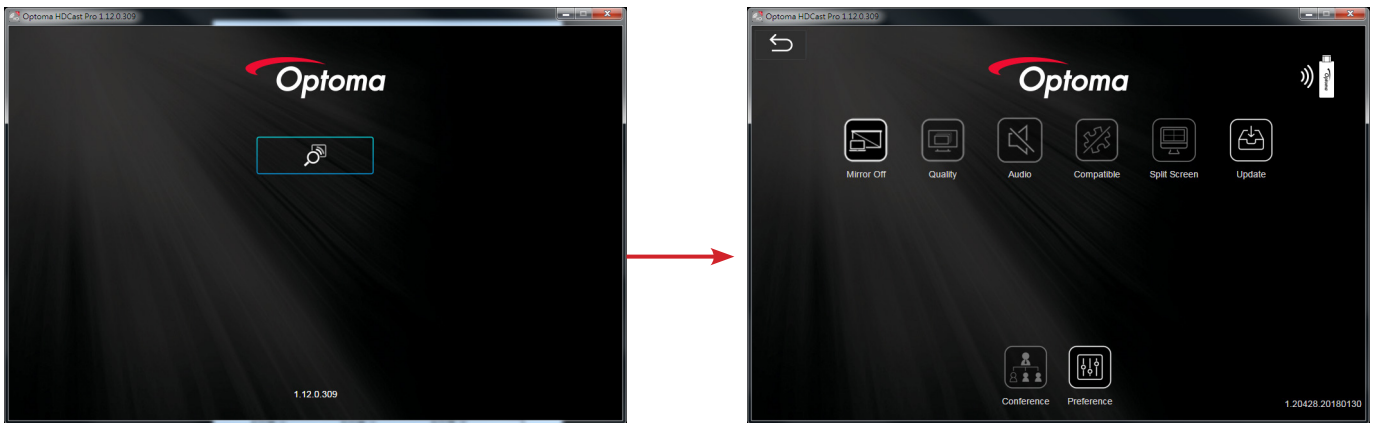 Optoma HDCast Pro 1.12.0.309
Optoma
1.12.0.309
Optoma HDCast Pro 1.12.0.309
Optoma
Optoma
Mirror Off
Quality
Audio
Compatible
Split Screen
Update
Conference
Preference
1.20428.20180130